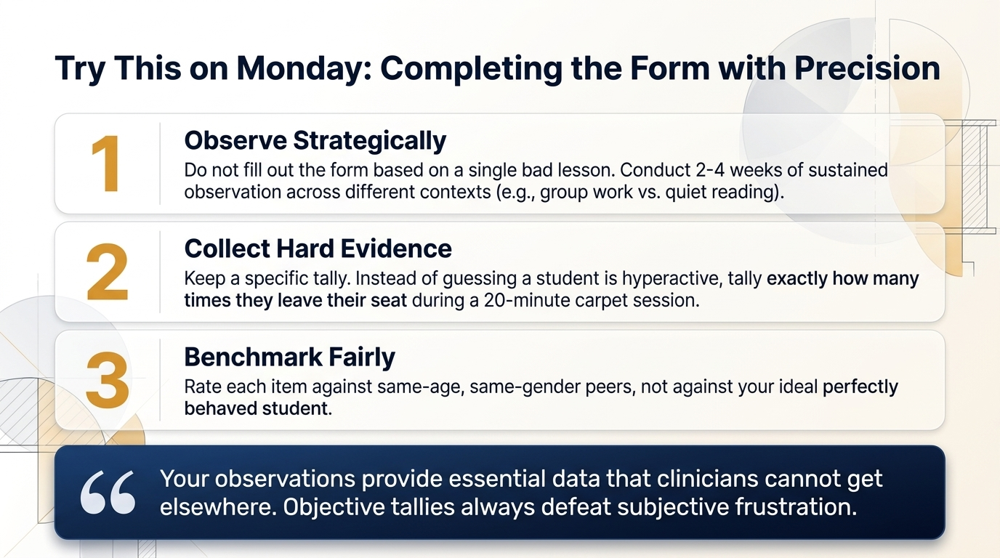 Try This on Monday: Completing the Form with Precision
1
Observe Strategically
Do not fill out the form based on a single bad lesson. Conduct 2-4 weeks of sustained
observation across different contexts (e.g., group work vs. quiet reading).
2
Collect Hard Evidence
Keep a specific tally. Instead of guessing a student is hyperactive, tally exactly how many
times they leave their seat during a 20-minute carpet session.
3
Benchmark Fairly
Rate each item against same-age, same-gender peers, not against your ideal perfectly
behaved student.
“
Your observations provide essential data that clinicians cannot get
elsewhere. Objective tallies always defeat subjective frustration.